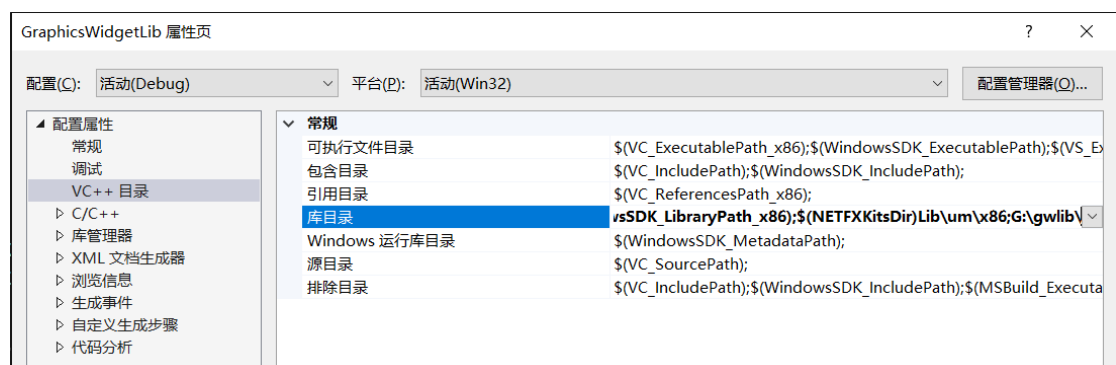 GraphicsWidgetLib 属性页
?
配置(C): 活动(Debug) 平台(P): 活动(Win32) 配置管理器(O)...
配置属性
常规
调试
VC++ 目录
C/C++
库管理器
XML 文档生成器
浏览信息
生成事件
自定义生成步骤
代码分析
常规
可执行文件目录 $(VC_ExecutablePath_x86);$(WindowsSDK_ExecutablePath);$(VS_Ex
包含目录 $(VC_IncludePath);$(WindowsSDK_IncludePath);
引用目录 $(VC_ReferencesPath_x86);
库目录 wsSDK_LibraryPath_x86);$(NETFXKitsDir)Lib\um\x86;G:\gwlib\
Windows 运行库目录 $(WindowsSDK_MetadataPath);
源目录 $(VC_SourcePath);
排除目录 $(VC_IncludePath);$(WindowsSDK_IncludePath);$(MSBuild_Executa